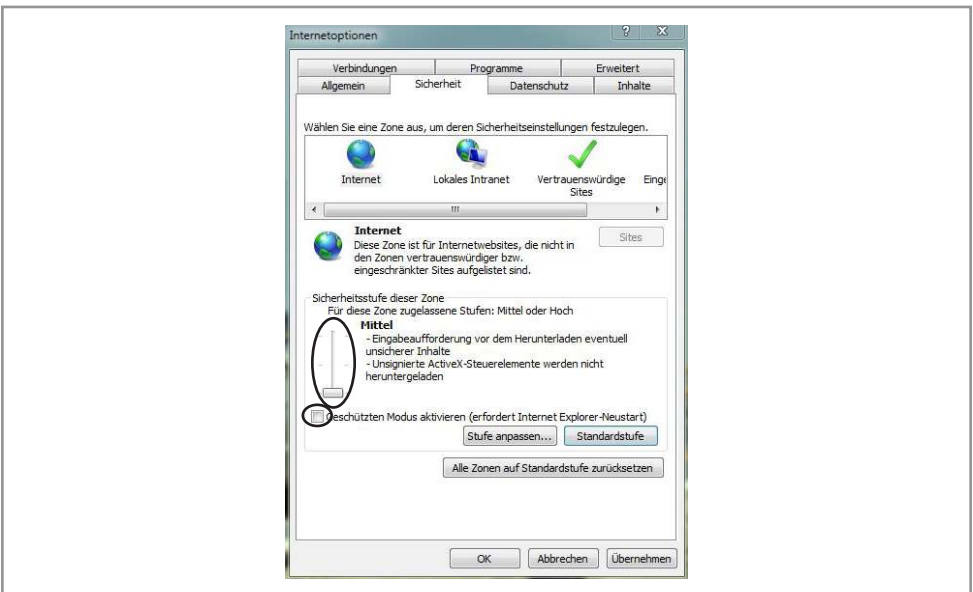 Internetoptionen
? X
Verbindungen Programme Erweitert
Allgemein Sicherheit Datenschutz Inhalte
Wählen Sie eine Zone aus, um deren Sicherheitseinstellungen festzulegen.
Internet Lokales Intranet Vertrauenswürdige Einge
Sites
Internet
Sites
Diese Zone ist für Internetwebsites, die nicht in
den Zonen vertrauenswürdiger bzw.
eingeschränkter Sites aufgelistet sind.
Sicherheitsstufe dieser Zone
Für diese Zone zugelassene Stufen: Mittel oder Hoch
Mittel
- Eingabeaufforderung vor dem Herunterladen eventuell
unsicherer Inhalte
- Unsignierte ActiveX-Steuerelemente werden nicht
heruntergeladen
Geschützten Modus aktivieren (erfordert Internet Explorer-Neustart)
Stufe anpassen... Standardstufe
Alle Zonen auf Standardstufe zurücksetzen
OK Abbrechen Übernehmen